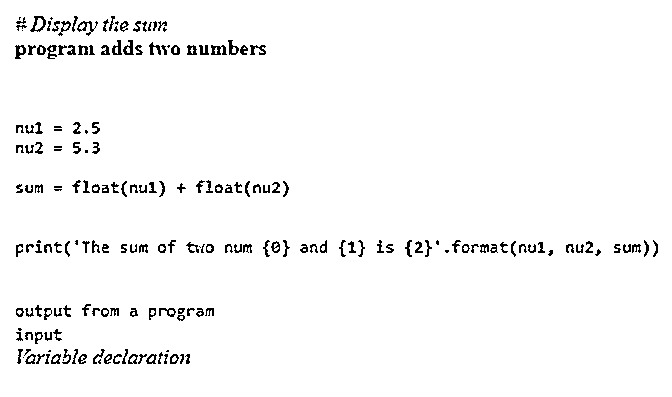 # Display the sum
program adds two numbers
nu1 = 2.5
nu2 = 5.3
sum = float(nu1) + float(nu2)
print('The sum of two num {0} and {1} is {2}'.format(nu1, nu2, sum))
output from a program
input
Variable declaration